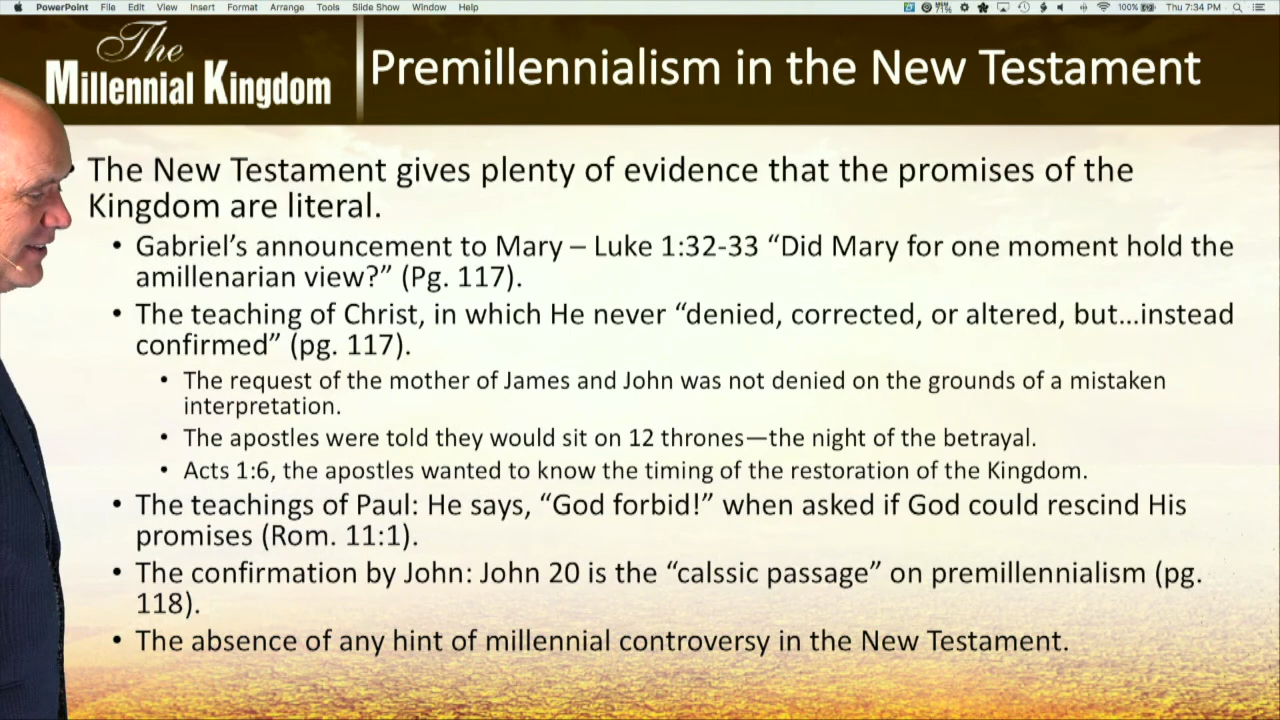 PowerPoint File Edit View Insert Format Arrange Tools Slide Show Window Help 100% Thu 7:34 PM
The
Millennial Kingdom
Premillennialism in the New Testament
The New Testament gives plenty of evidence that the promises of the
Kingdom are literal.
• Gabriel’s announcement to Mary – Luke 1:32-33 “Did Mary for one moment hold the
amillenarian view?” (Pg. 117).
• The teaching of Christ, in which He never “denied, corrected, or altered, but…instead
confirmed” (pg. 117).
• The request of the mother of James and John was not denied on the grounds of a mistaken
interpretation.
• The apostles were told they would sit on 12 thrones—the night of the betrayal.
• Acts 1:6, the apostles wanted to know the timing of the restoration of the Kingdom.
• The teachings of Paul: He says, “God forbid!” when asked if God could rescind His
promises (Rom. 11:1).
• The confirmation by John: John 20 is the “calssic passage” on premillennialism (pg.
118).
• The absence of any hint of millennial controversy in the New Testament.